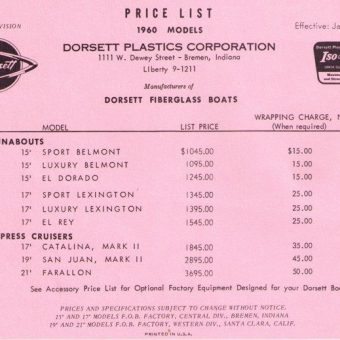 PRICE LIST
VISION
1960 MODELS
Effective: Ja
DORSETT PLASTICS CORPORATION
1111 W. Dewey Street - Bremen, Indiana
LIberty 9-1211
Manufacturers of
DORSETT FIBERGLASS BOATS
WRAPPING CHARGE, N
MODEL LIST PRICE (When required)
NABOUTS
15' SPORT BELMONT $1045.00 $15.00
15' LUXURY BELMONT 1095.00 15.00
15' EL DORADO 1245.00 15.00
17' SPORT LEXINGTON 1345.00 25.00
17' LUXURY LEXINGTON 1395.00 25.00
17' EL REY 1545.00 25.00
PRESS CRUISERS
17' CATALINA, MARK II 1845.00 35.00
19' SAN JUAN, MARK II 2895.00 45.00
21' FARALLON 3695.00 50.00
See Accessory Price List for Optional Factory Equipment Designed for your Dorsett Boa
PRICES AND SPECIFICATIONS SUBJECT TO CHANGE WITHOUT NOTICE.
15' and 17' MODELS F.O.B. FACTORY, CENTRAL DIV., BREMEN, INDIANA
19' AND 21' MODELS F.O.B. FACTORY, WESTERN DIV., SANTA CLARA, CALIF.
PRINTED IN U.S.A.